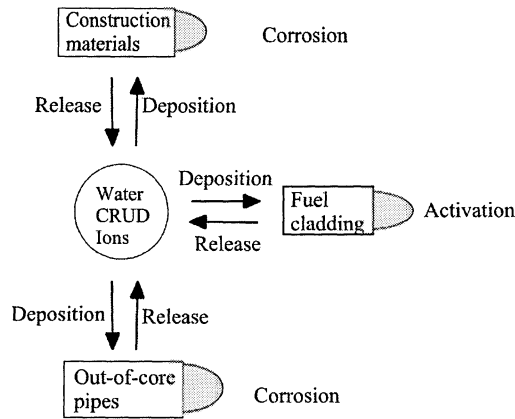 Construction
materials
Corrosion
Release
Deposition
Water
CRUD
Ions
Deposition
Release
Fuel
cladding
Activation
Deposition
Release
Out-of-core
pipes
Corrosion